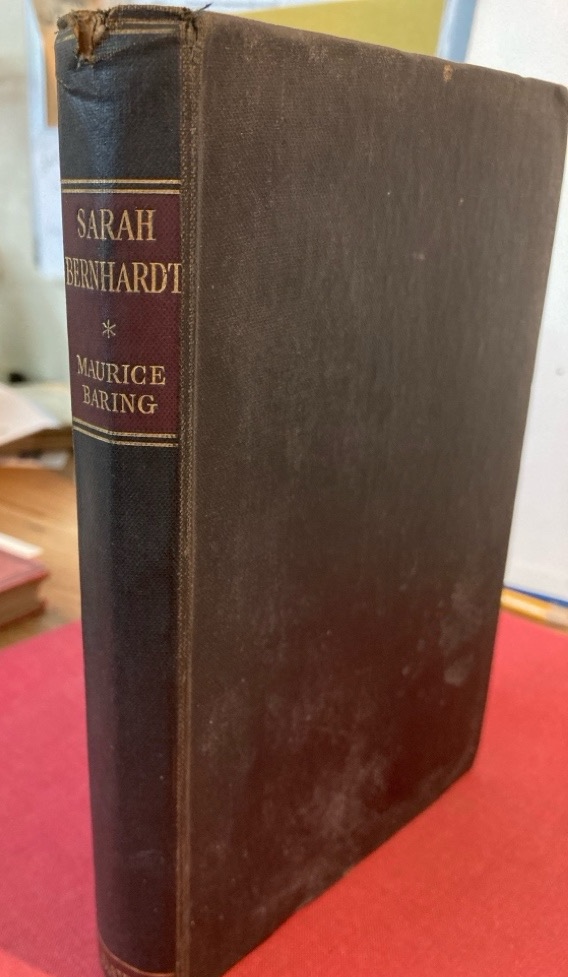 SARAH
BERNHARDT
*
MAURICE
BARING